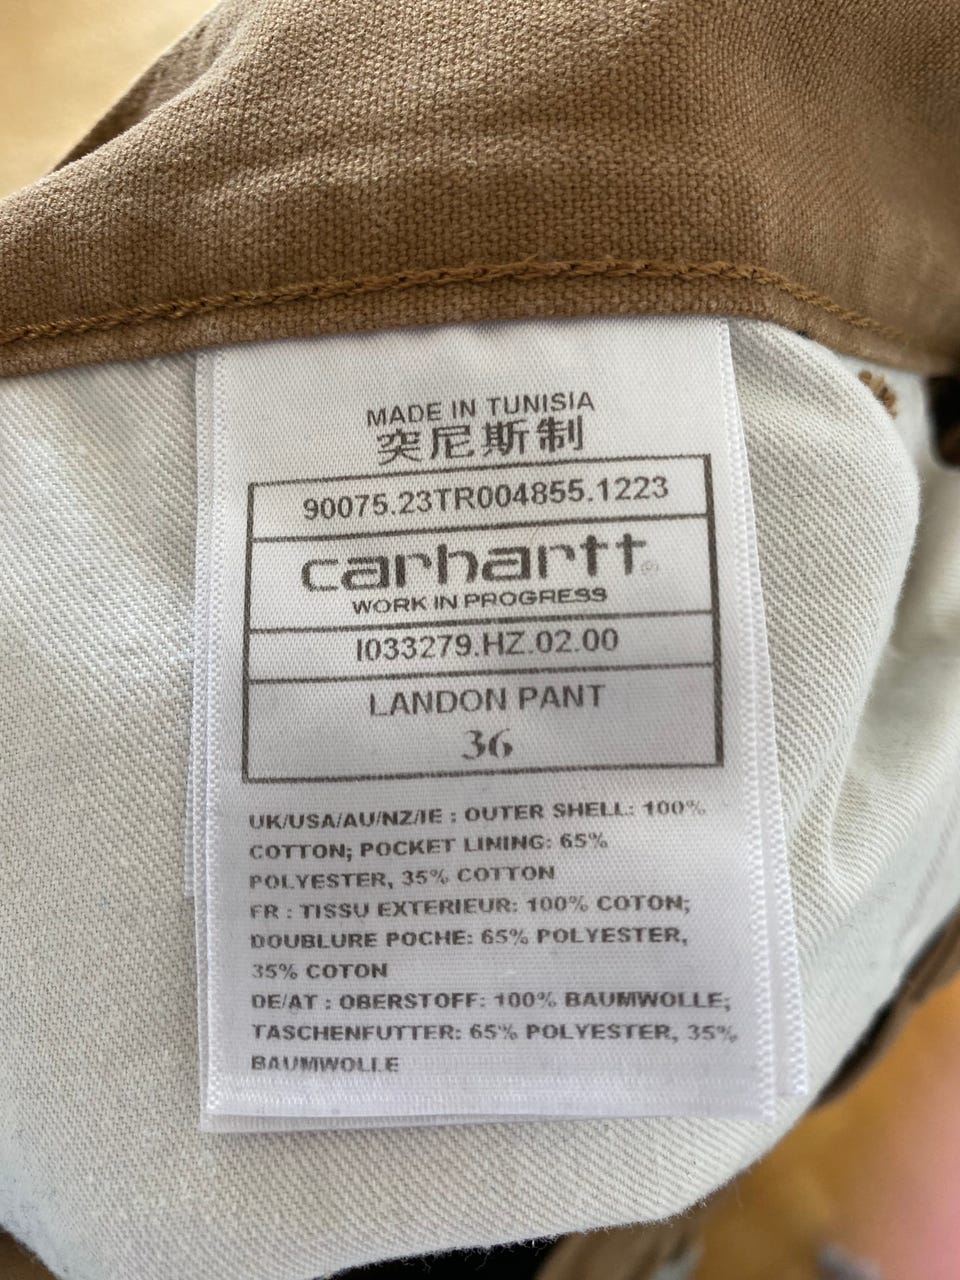 MADE IN TUNISIA
突尼斯制
90075.23TR004855.1223
carhartt
WORK IN PROGRESS
I033279.HZ.02.00
LANDON PANT
36
UK/USA/AU/NZ/IE : OUTER SHELL: 100%
COTTON; POCKET LINING: 65%
POLYESTER, 35% COTTON
FR : TISSU EXTERIEUR: 100% COTON;
DOUBLURE POCHE: 65% POLYESTER,
35% COTON
DE/AT : OBERSTOFF: 100% BAUMWOLLE;
TASCHENFUTTER: 65% POLYESTER, 35%
BAUMWOLLE